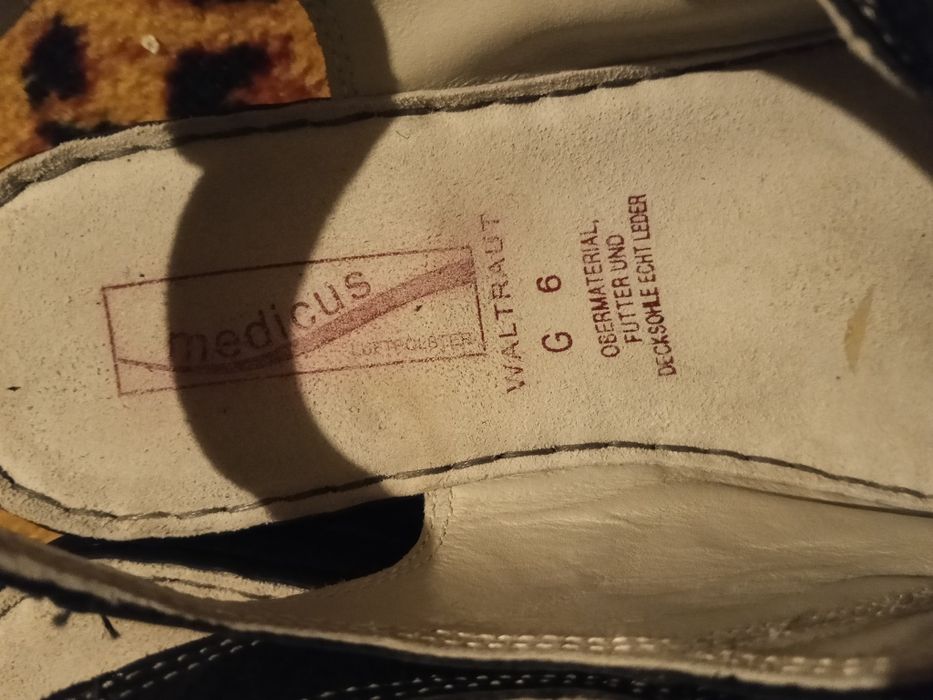 medicus
LUFTPOLSTER
WALTRAUT
G 6
OBERMATERIAL,
FUTTER UND
DECKSOHLE ECHT LEDER